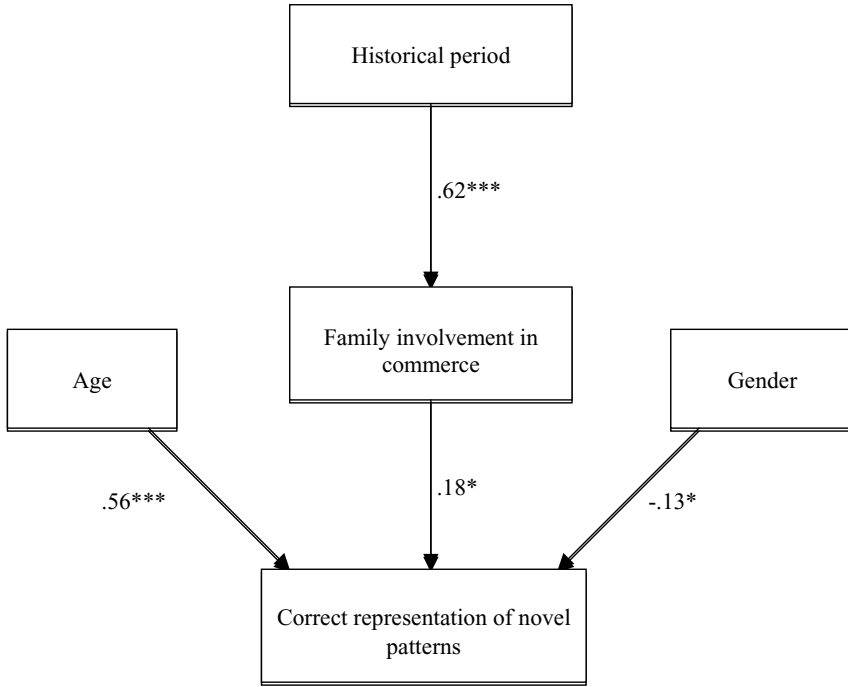 Historical period
.62***
Family involvement in
commerce
Age
Gender
.56***
.18*
-.13*
Correct representation of novel
patterns